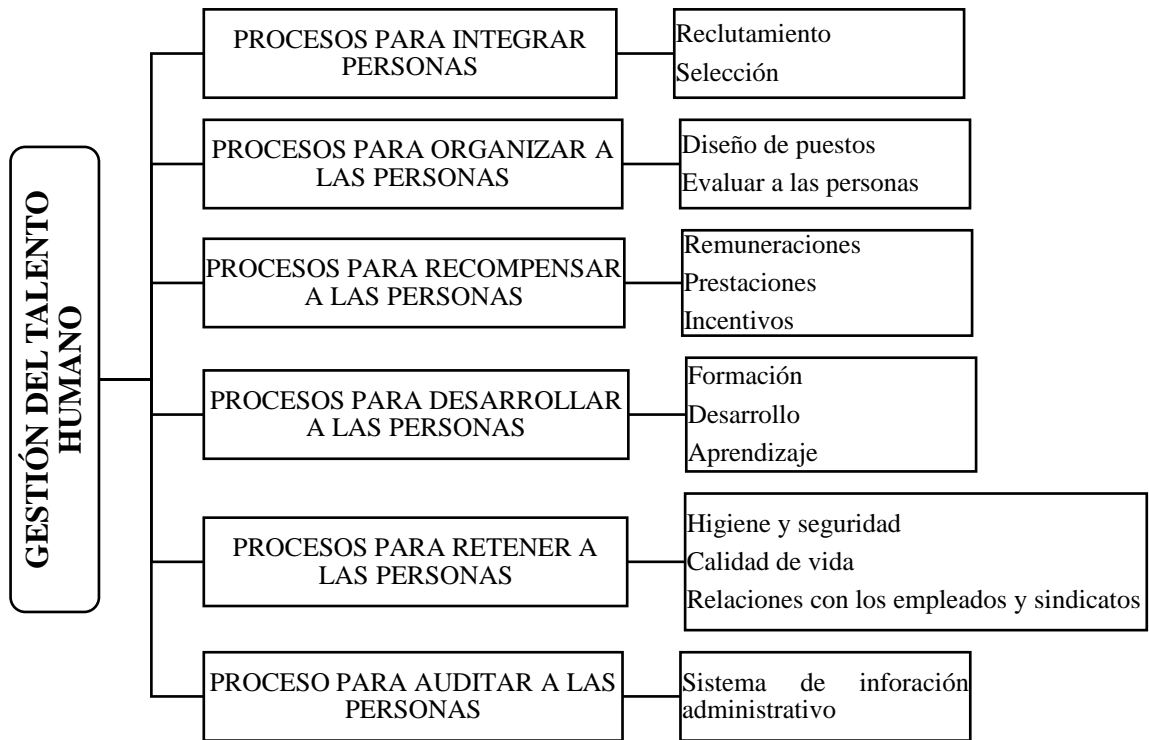 GESTIÓN DEL TALENTO
HUMANO
PROCESOS PARA INTEGRAR
PERSONAS
Reclutamiento
Selección
PROCESOS PARA ORGANIZAR A
LAS PERSONAS
Diseño de puestos
Evaluar a las personas
PROCESOS PARA RECOMPENSAR
A LAS PERSONAS
Remuneraciones
Prestaciones
Incentivos
PROCESOS PARA DESARROLLAR
A LAS PERSONAS
Formación
Desarrollo
Aprendizaje
PROCESOS PARA RETENER A
LAS PERSONAS
Higiene y seguridad
Calidad de vida
Relaciones con los empleados y sindicatos
PROCESO PARA AUDITAR A LAS
PERSONAS
Sistema de inforación
administrativo